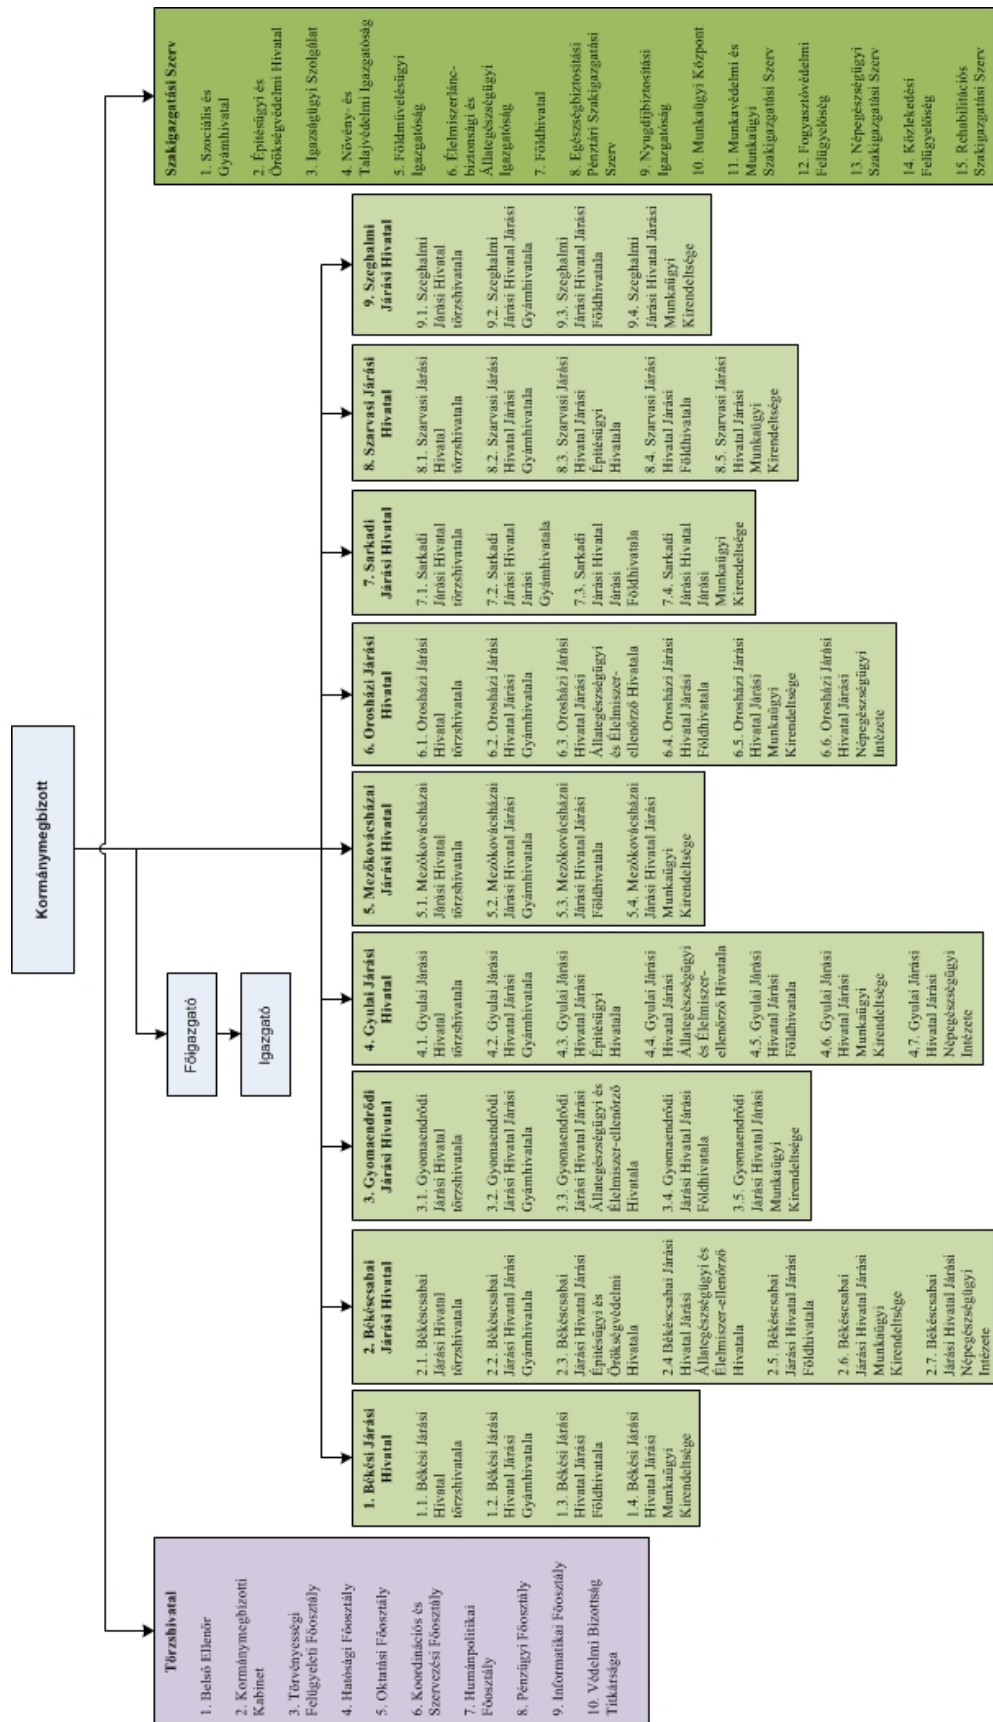 Kormánymegbízott
Főigazgató
Igazgató
Törzshivatal
1. Belső Ellenőr
2. Kormánymegbízotti
Kabinet
3. Törvényességi
Felügyeleti Főosztály
4. Hatósági Főosztály
5. Oktatási Főosztály
6. Koordinációs és
Szervezési Főosztály
7. Humánpolitikai
Főosztály
8. Pénzügyi Főosztály
9. Informatikai Főosztály
10. Védelmi Bizottság
Titkársága
1. Békési Járási
Hivatal
1.1. Békési Járási
Hivatal
törzshivatala
1.2. Békési Járási
Hivatal Járási
Gyámhivatala
1.3. Békési Járási
Hivatal Járási
Földhivatala
1.4. Békési Járási
Hivatal Járási
Munkaügyi
Kirendeltsége
2. Békéscsabai
Járási Hivatal
2.1. Békéscsabai
Járási Hivatal
törzshivatala
2.2. Békéscsabai
Járási Hivatal Járási
Gyámhivatala
2.3. Békéscsabai
Járási Hivatal Járási
Építésügyi és
Örökségvédelmi
Hivatala
2.4 Békéscsabai Járási
Hivatal Járási
Állategészségügyi és
Élelmiszer-ellenőrző
Hivatala
2.5. Békéscsabai
Járási Hivatal Járási
Földhivatala
2.6. Békéscsabai
Járási Hivatal Járási
Munkaügyi
Kirendeltsége
2.7. Békéscsabai
Járási Hivatal Járási
Népegészségügyi
Intézete
3. Gyomaendrődi
Járási Hivatal
3.1. Gyomaendrődi
Járási Hivatal
törzshivatala
3.2. Gyomaendrődi
Járási Hivatal Járási
Gyámhivatala
3.3. Gyomaendrődi
Járási Hivatal Járási
Állategészségügyi és
Élelmiszer-ellenőrző
Hivatala
3.4. Gyomaendrődi
Járási Hivatal Járási
Földhivatala
3.5. Gyomaendrődi
Járási Hivatal Járási
Munkaügyi
Kirendeltsége
4. Gyulai Járási
Hivatal
4.1. Gyulai Járási
Hivatal
törzshivatala
4.2. Gyulai Járási
Hivatal Járási
Gyámhivatala
4.3. Gyulai Járási
Hivatal Járási
Építésügyi
Hivatala
4.4. Gyulai Járási
Hivatal Járási
Állategészségügyi
és Élelmiszer-
ellenőrző Hivatala
4.5. Gyulai Járási
Hivatal Járási
Földhivatala
4.6. Gyulai Járási
Hivatal Járási
Munkaügyi
Kirendeltsége
4.7. Gyulai Járási
Hivatal Járási
Népegészségügyi
Intézete
5. Mezőkovácsházai
Járási Hivatal
5.1. Mezőkovácsházai
Járási Hivatal
törzshivatala
5.2. Mezőkovácsházai
Járási Hivatal Járási
Gyámhivatala
5.3. Mezőkovácsházai
Járási Hivatal Járási
Földhivatala
5.4. Mezőkovácsházai
Járási Hivatal Járási
Munkaügyi
Kirendeltsége
6. Orosházi Járási
Hivatal
6.1. Orosházi Járási
Hivatal
törzshivatala
6.2. Orosházi Járási
Hivatal Járási
Gyámhivatala
6.3. Orosházi Járási
Hivatal Járási
Állategészségügyi
és Élelmiszer-
ellenőrző Hivatala
6.4. Orosházi Járási
Hivatal Járási
Földhivatala
6.5. Orosházi Járási
Hivatal Járási
Munkaügyi
Kirendeltsége
6.6. Orosházi Járási
Hivatal Járási
Népegészségügyi
Intézete
7. Sarkadi
Járási Hivatal
7.1. Sarkadi
Járási Hivatal
törzshivatala
7.2. Sarkadi
Járási Hivatal
Járási
Gyámhivatala
7.3. Sarkadi
Járási Hivatal
Járási
Földhivatala
7.4. Sarkadi
Járási Hivatal
Járási
Munkaügyi
Kirendeltsége
8. Szarvasi Járási
Hivatal
8.1. Szarvasi Járási
Hivatal
törzshivatala
8.2. Szarvasi Járási
Hivatal Járási
Gyámhivatala
8.3. Szarvasi Járási
Hivatal Járási
Építésügyi
Hivatala
8.4. Szarvasi Járási
Hivatal Járási
Földhivatala
8.5. Szarvasi Járási
Hivatal Járási
Munkaügyi
Kirendeltsége
9. Szeghalmi
Járási Hivatal
9.1. Szeghalmi
Járási Hivatal
törzshivatala
9.2. Szeghalmi
Járási Hivatal Járási
Gyámhivatala
9.3. Szeghalmi
Járási Hivatal Járási
Földhivatala
9.4. Szeghalmi
Járási Hivatal Járási
Munkaügyi
Kirendeltsége
Szakigazgatási Szerv
1. Szociális és
Gyámhivatal
2. Építésügyi és
Örökségvédelmi Hivatal
3. Igazságügyi Szolgálat
4. Növény- és
Talajvédelmi Igazgatóság
5. Földművelésügyi
Igazgatóság
6. Élelmiszerlánc-
biztonsági és
Állategészségügyi
Igazgatóság
7. Földhivatal
8. Egészségbiztosítási
Pénztári Szakigazgatási
Szerv
9. Nyugdíjbiztosítási
Igazgatóság
10. Munkaügyi Központ
11. Munkavédelmi és
Munkaügyi
Szakigazgatási Szerv
12. Fogyasztóvédelmi
Felügyelőség
13. Népegészségügyi
Szakigazgatási Szerv
14. Közlekedési
Felügyelőség
15. Rehabilitációs
Szakigazgatási Szerv